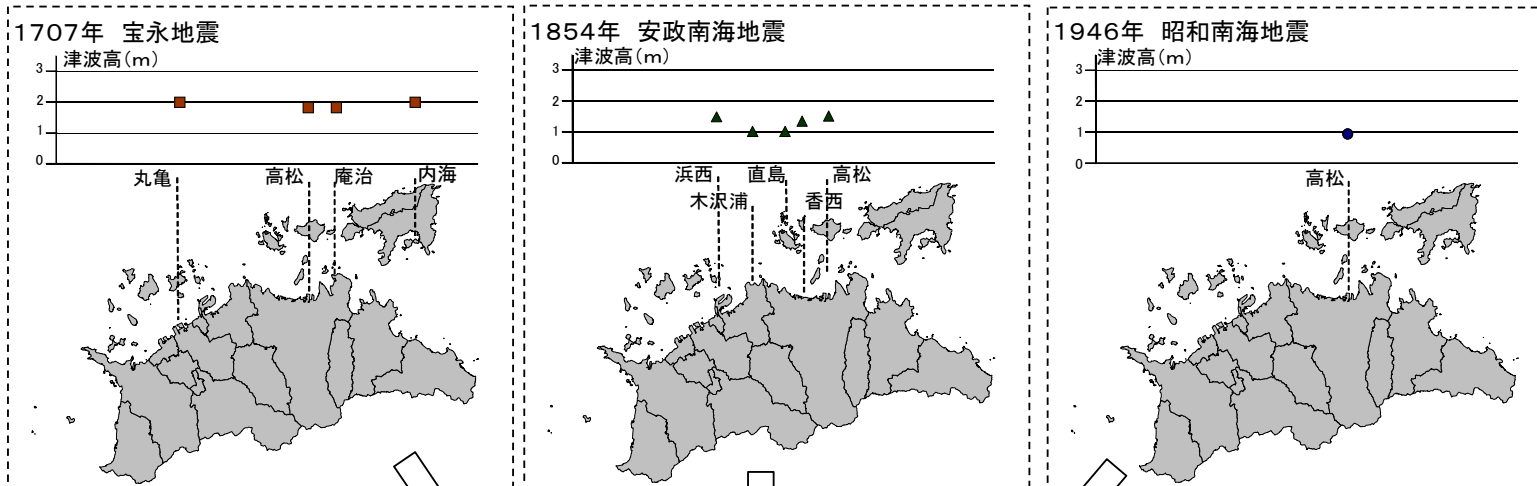 1707年 宝永地震
津波高(m)
3
2
1
0
丸亀 高松 庵治 内海
1854年 安政南海地震
津波高(m)
3
2
1
0
浜西 直島 高松
木沢浦 香西
1946年 昭和南海地震
津波高(m)
3
2
1
0
高松